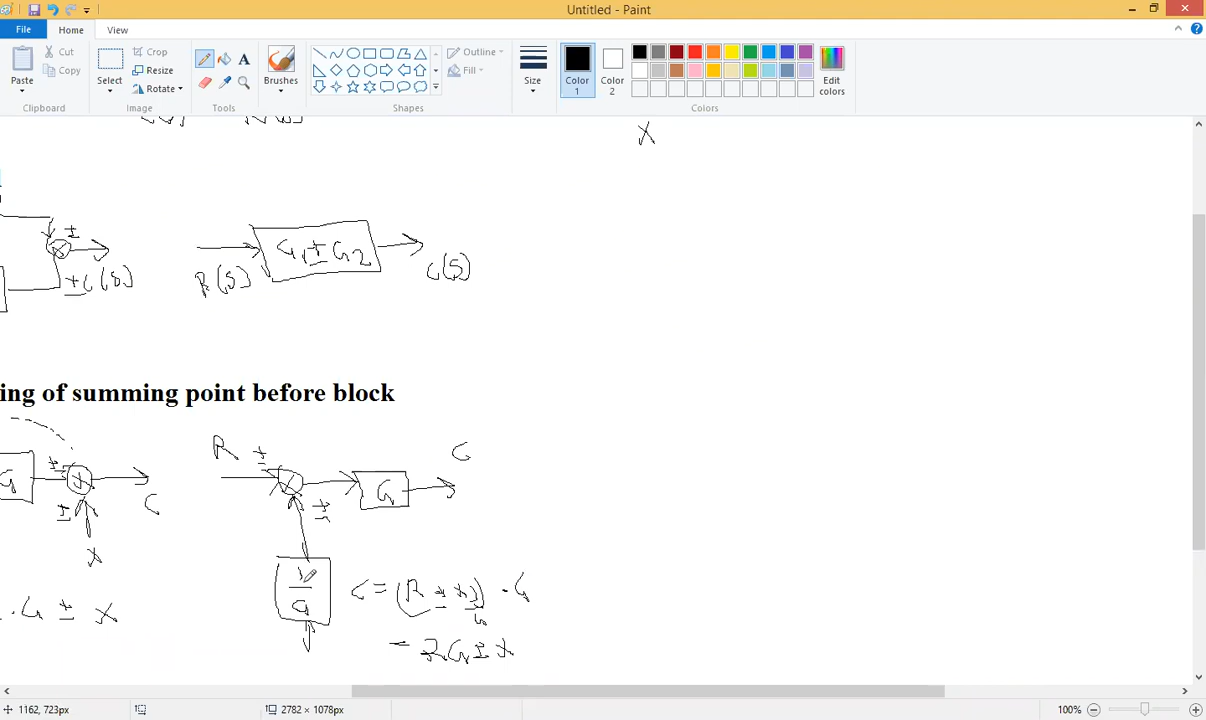 Untitled - Paint
File Home View
Paste Cut Copy Clipboard
Select Crop Resize Rotate Image
Tools
Brushes
Outline Fill Shapes
Size
Color 1 Color 2
Edit colors Colors
X
± G1 ± G2
± C(S) R(S) C(S)
ing of summing point before block
R ± C
G ± G
± C ±
X
C = (R ± X/G) · G
· G ± X G
= RG ± X
1162, 723px 2782 × 1078px 100%